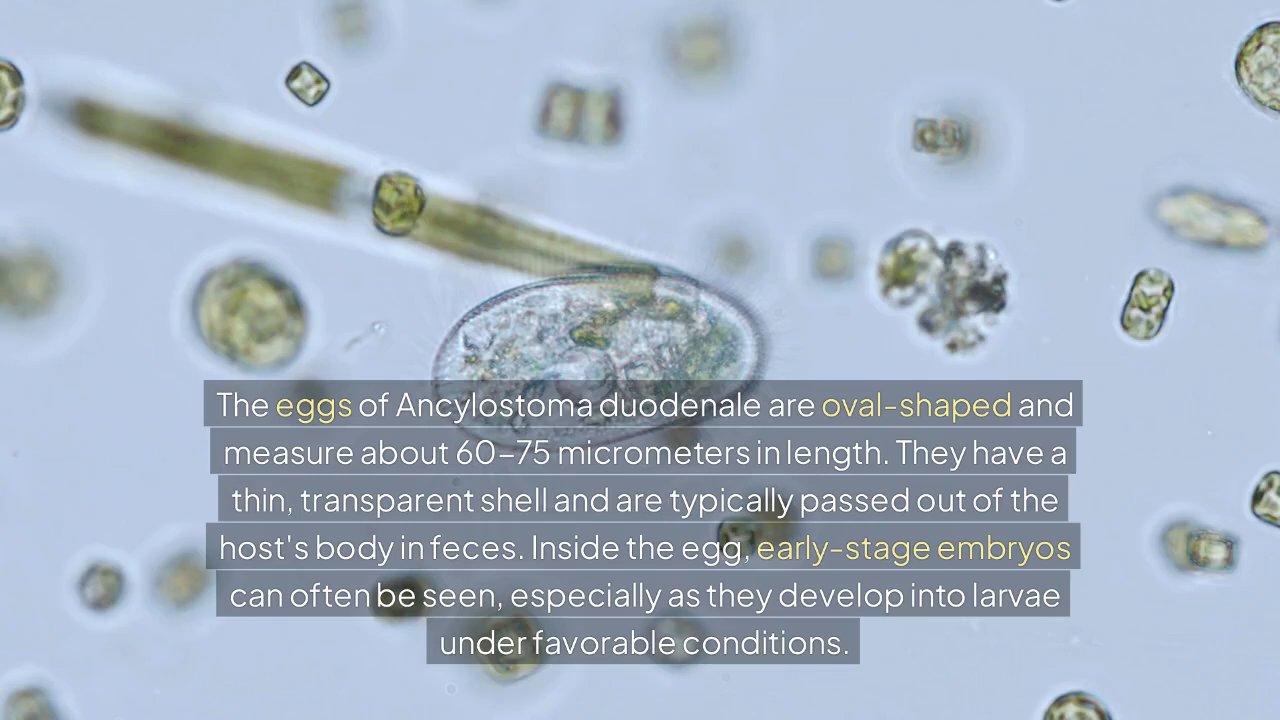 The eggs of Ancylostoma duodenale are oval-shaped and
measure about 60–75 micrometers in length. They have a
thin, transparent shell and are typically passed out of the
host's body in feces. Inside the egg, early-stage embryos
can often be seen, especially as they develop into larvae
under favorable conditions.